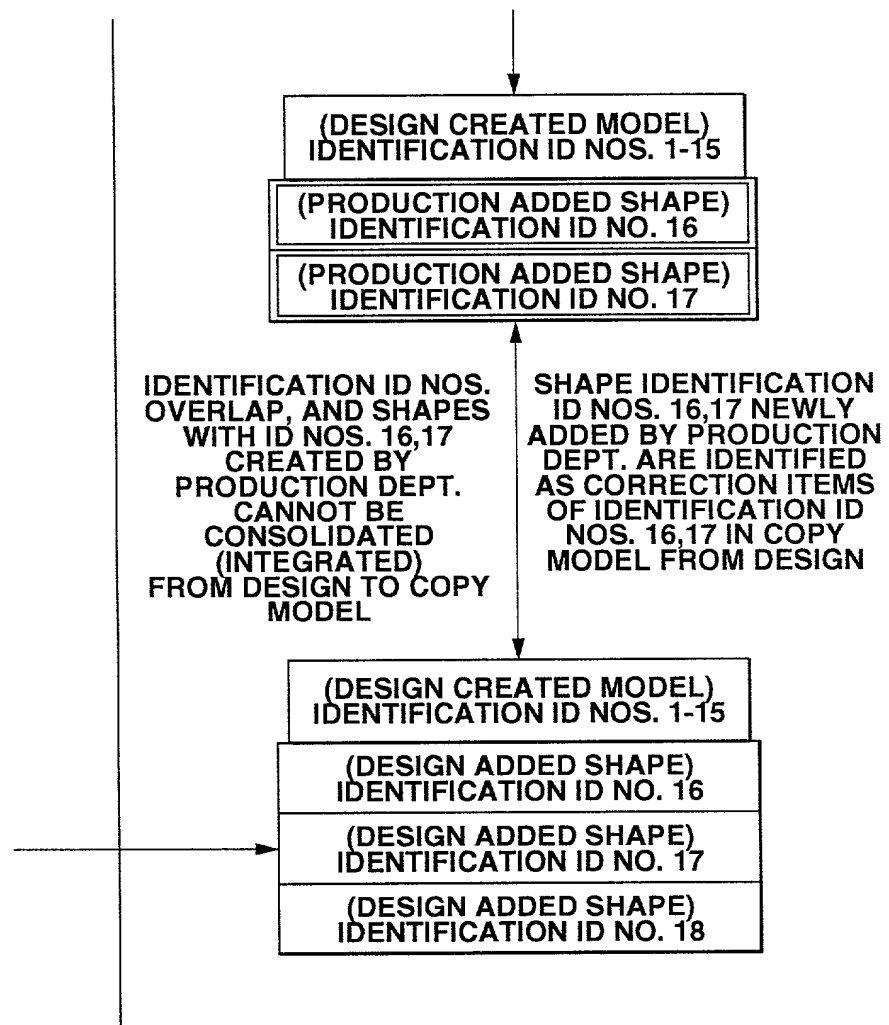 (DESIGN CREATED MODEL)
IDENTIFICATION ID NOS. 1-15
(PRODUCTION ADDED SHAPE)
IDENTIFICATION ID NO. 16
(PRODUCTION ADDED SHAPE)
IDENTIFICATION ID NO. 17
IDENTIFICATION ID NOS.
OVERLAP, AND SHAPES
WITH ID NOS. 16,17
CREATED BY
PRODUCTION DEPT.
CANNOT BE
CONSOLIDATED
(INTEGRATED)
FROM DESIGN TO COPY
MODEL
SHAPE IDENTIFICATION
ID NOS. 16,17 NEWLY
ADDED BY PRODUCTION
DEPT. ARE IDENTIFIED
AS CORRECTION ITEMS
OF IDENTIFICATION ID
NOS. 16,17 IN COPY
MODEL FROM DESIGN
(DESIGN CREATED MODEL)
IDENTIFICATION ID NOS. 1-15
(DESIGN ADDED SHAPE)
IDENTIFICATION ID NO. 16
(DESIGN ADDED SHAPE)
IDENTIFICATION ID NO. 17
(DESIGN ADDED SHAPE)
IDENTIFICATION ID NO. 18